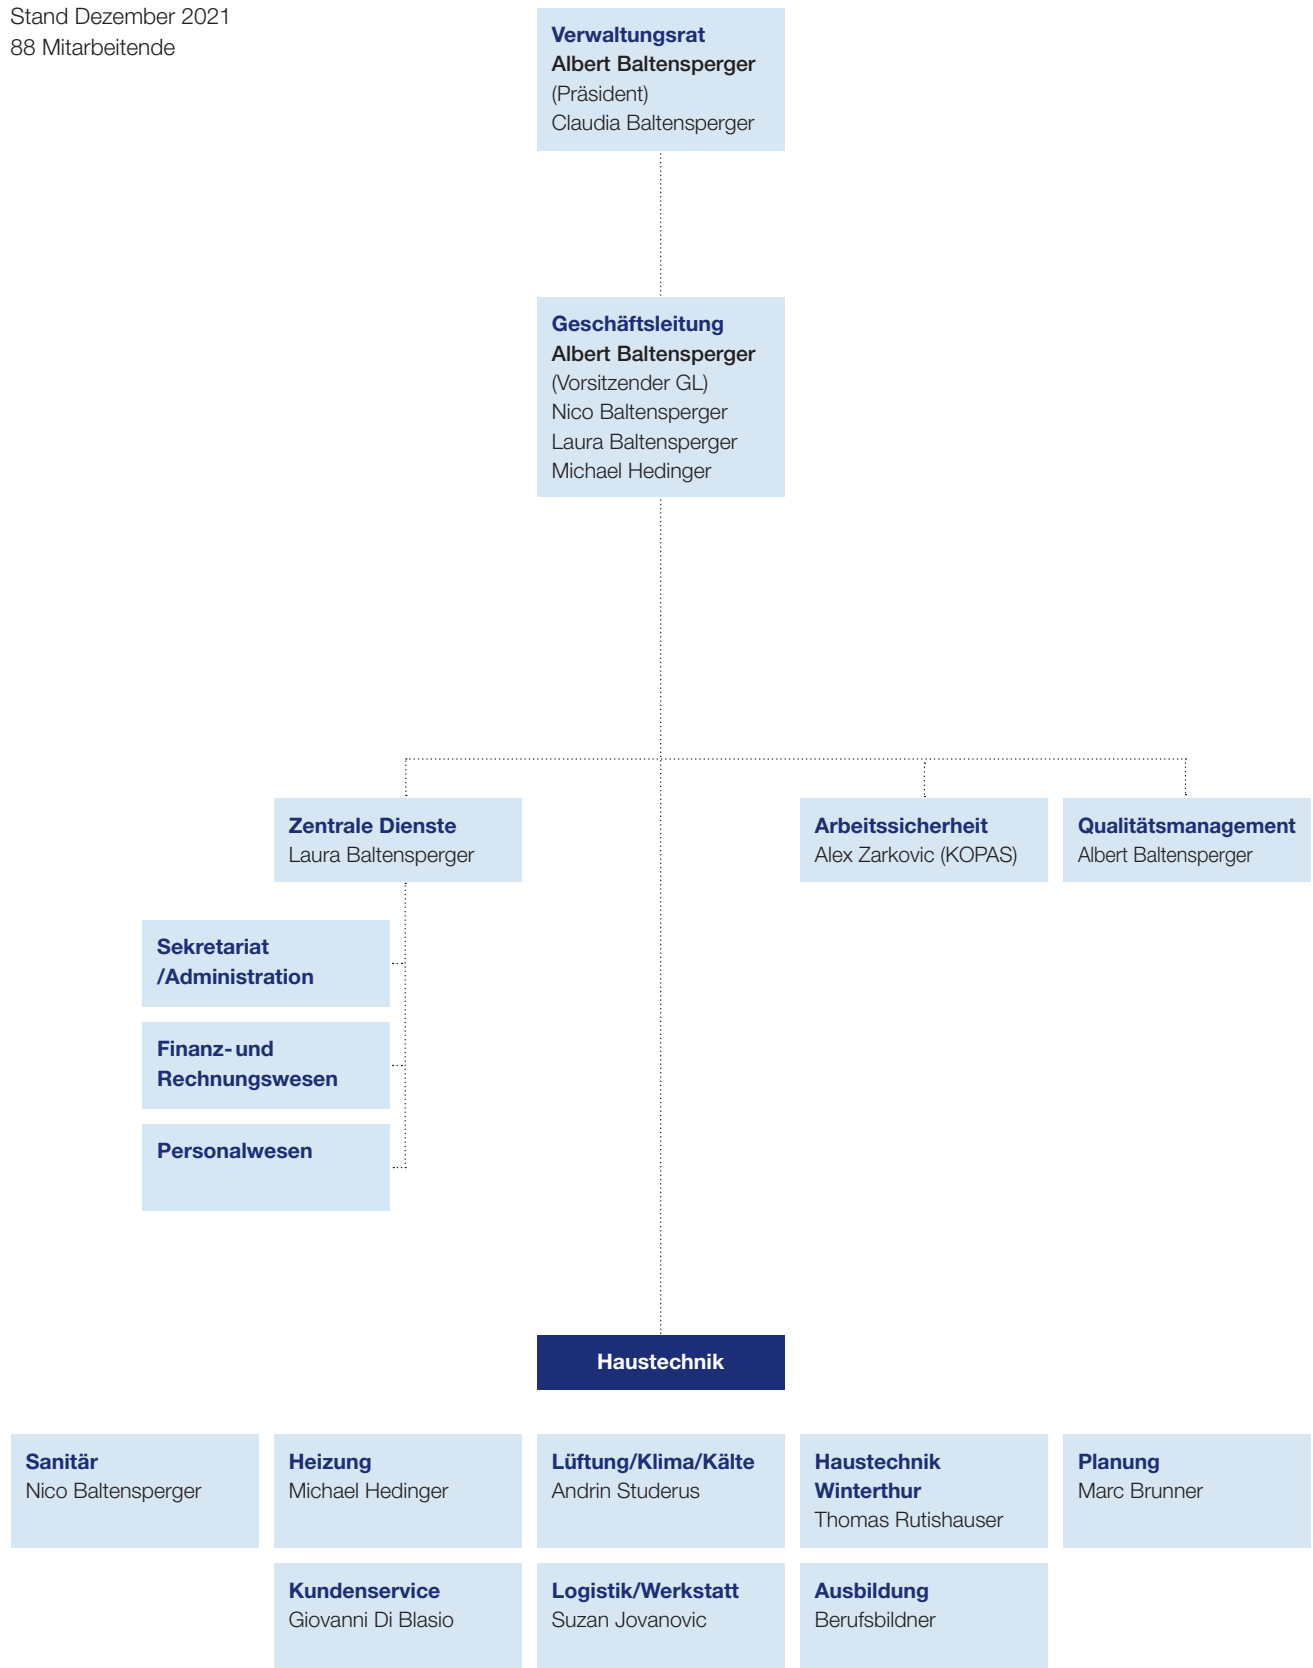 Stand Dezember 2021
88 Mitarbeitende
Verwaltungsrat
Albert Baltensperger
(Präsident)
Claudia Baltensperger
Geschäftsleitung
Albert Baltensperger
(Vorsitzender GL)
Nico Baltensperger
Laura Baltensperger
Michael Hedinger
Zentrale Dienste
Laura Baltensperger
Arbeitssicherheit
Alex Zarkovic (KOPAS)
Qualitätsmanagement
Albert Baltensperger
Sekretariat
/Administration
Finanz- und
Rechnungswesen
Personalwesen
Haustechnik
Sanitär
Nico Baltensperger
Heizung
Michael Hedinger
Lüftung/Klima/Kälte
Andrin Studerus
Haustechnik
Winterthur
Thomas Rutishauser
Planung
Marc Brunner
Kundenservice
Giovanni Di Blasio
Logistik/Werkstatt
Suzan Jovanovic
Ausbildung
Berufsbildner